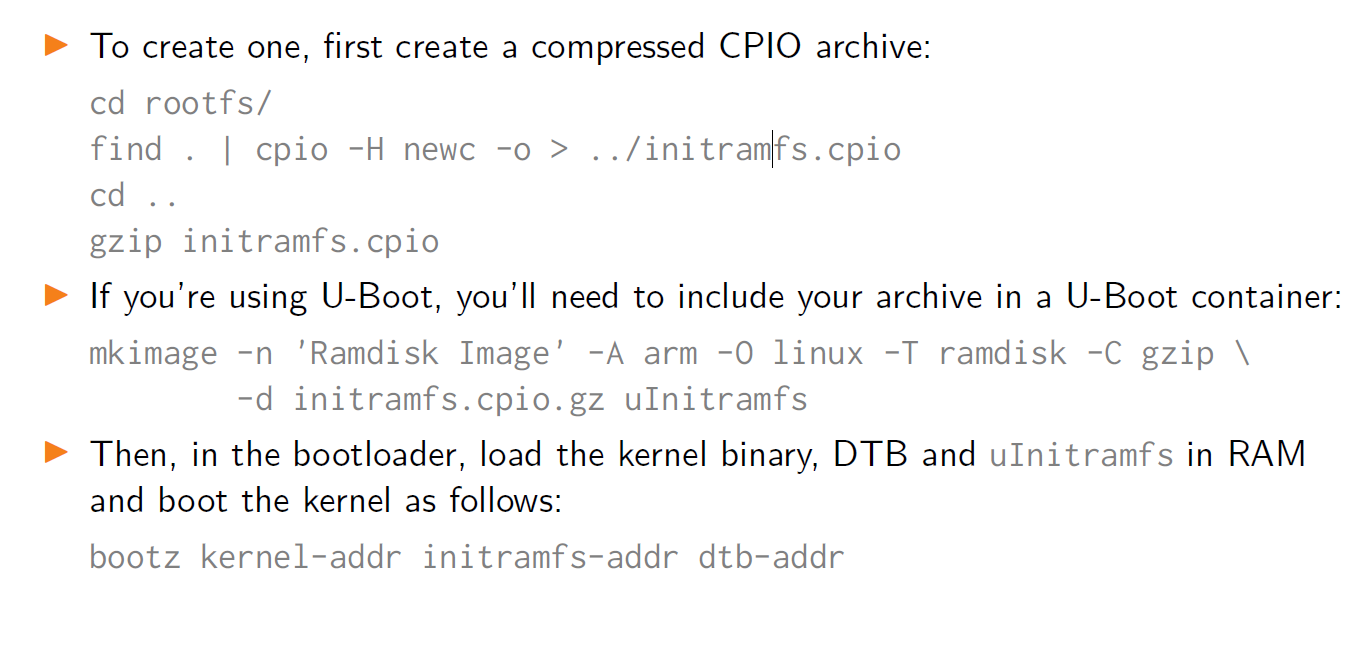 To create one, first create a compressed CPIO archive:
cd rootfs/
find . | cpio -H newc -o > ../initramfs.cpio
cd ..
gzip initramfs.cpio
If you're using U-Boot, you'll need to include your archive in a U-Boot container:
mkimage -n 'Ramdisk Image' -A arm -O linux -T ramdisk -C gzip \
-d initramfs.cpio.gz uInitramfs
Then, in the bootloader, load the kernel binary, DTB and uInitramfs in RAM
and boot the kernel as follows:
bootz kernel-addr initramfs-addr dtb-addr